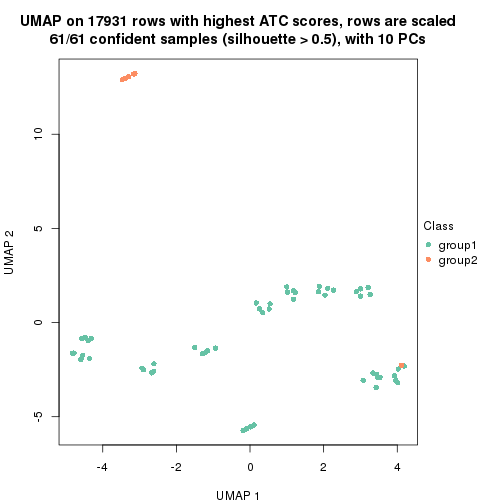 UMAP on 17931 rows with highest ATC scores, rows are scaled
61/61 confident samples (silhouette > 0.5), with 10 PCs
10
5
0
-5
UMAP 2
-4
-2
0
2
4
UMAP 1
Class
group1
group2